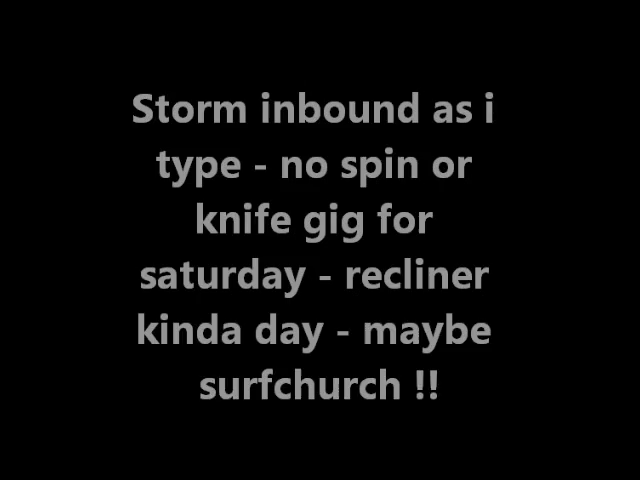 Storm inbound as i
type - no spin or
knife gig for
saturday - recliner
kinda day - maybe
surfchurch !!